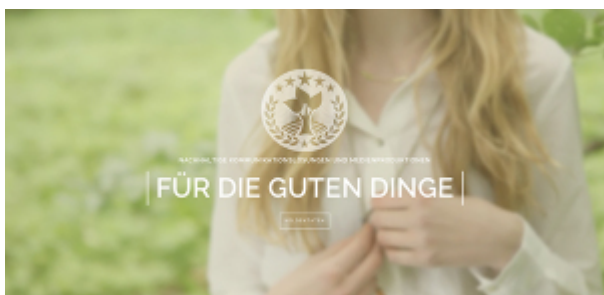 NACHHALTIGE KOMMUNIKATIONSLÖSUNGEN UND MEDIENPRODUKTIONEN
| FÜR DIE GUTEN DINGE |